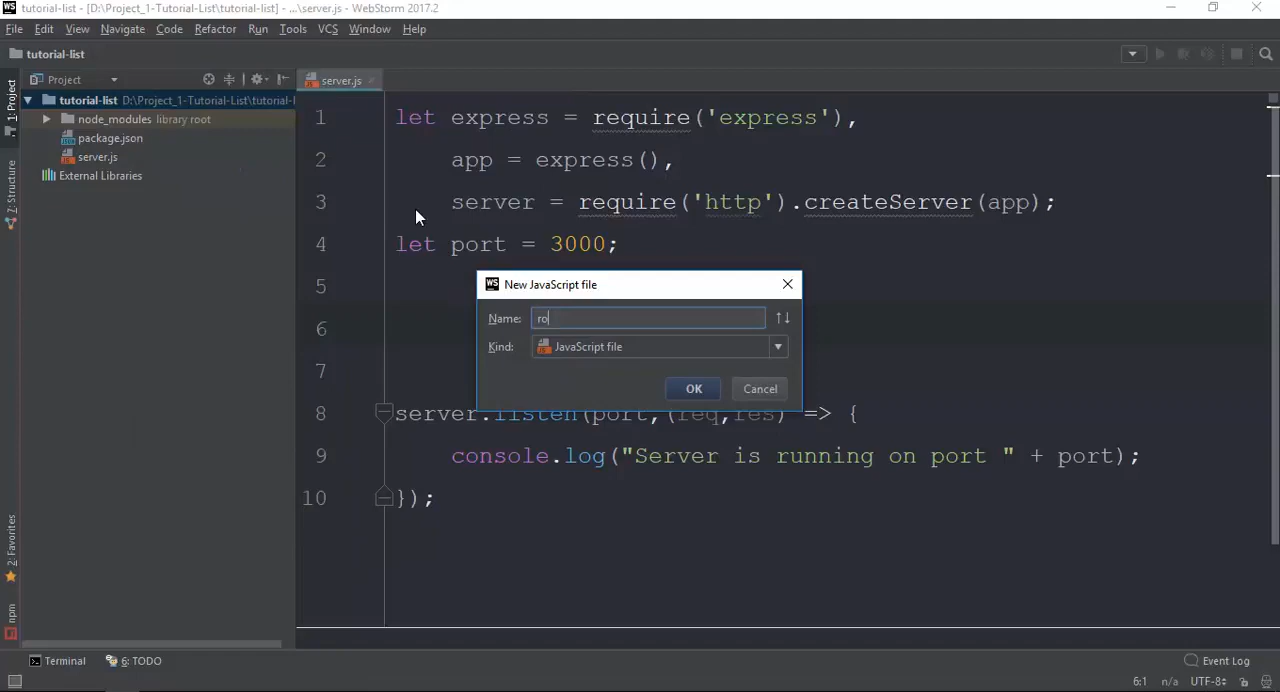 WS tutorial-list - [D:\Project_1-Tutorial-List\tutorial-list] - ...\server.js - WebStorm 2017.2
File Edit View Navigate Code Refactor Run Tools VCS Window Help
tutorial-list
Project
server.js
1: Project
tutorial-list D:\Project_1-Tutorial-List\tutorial-l
node_modules library root
package.json
server.js
External Libraries
Z: Structure
2: Favorites
npm
1 let express = require('express'),
2 app = express(),
3 server = require('http').createServer(app);
4 let port = 3000;
5
6
7
8 server.listen(port,(req,res) => {
9 console.log("Server is running on port " + port);
10 });
WS New JavaScript file
Name: ro
Kind: JavaScript file
OK Cancel
Terminal 6: TODO Event Log
6:1 n/a UTF-8